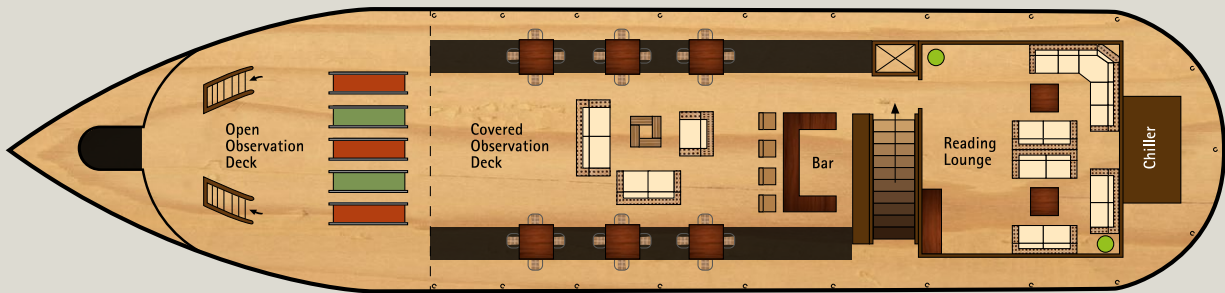 Open
Observation
Deck
Covered
Observation
Deck
Bar
Reading
Lounge
Chiller